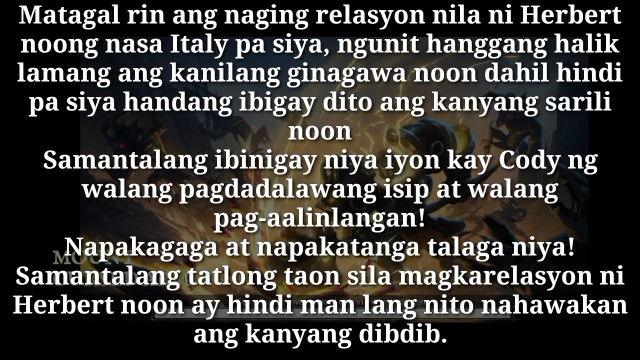 Matagal rin ang naging relasyon nila ni Herbert
noong nasa Italy pa siya, ngunit hanggang halik
lamang ang kanilang ginagawa noon dahil hindi
pa siya handang ibigay dito ang kanyang sarili
noon
Samantalang ibinigay niya iyon kay Cody ng
walang pagdadalawang isip at walang
pag-aalinlangan!
Napakagaga at napakatanga talaga niya!
Samantalang tatlong taon sila magkarelasyon ni
Herbert noon ay hindi man lang nito nahawakan
ang kanyang dibdib.